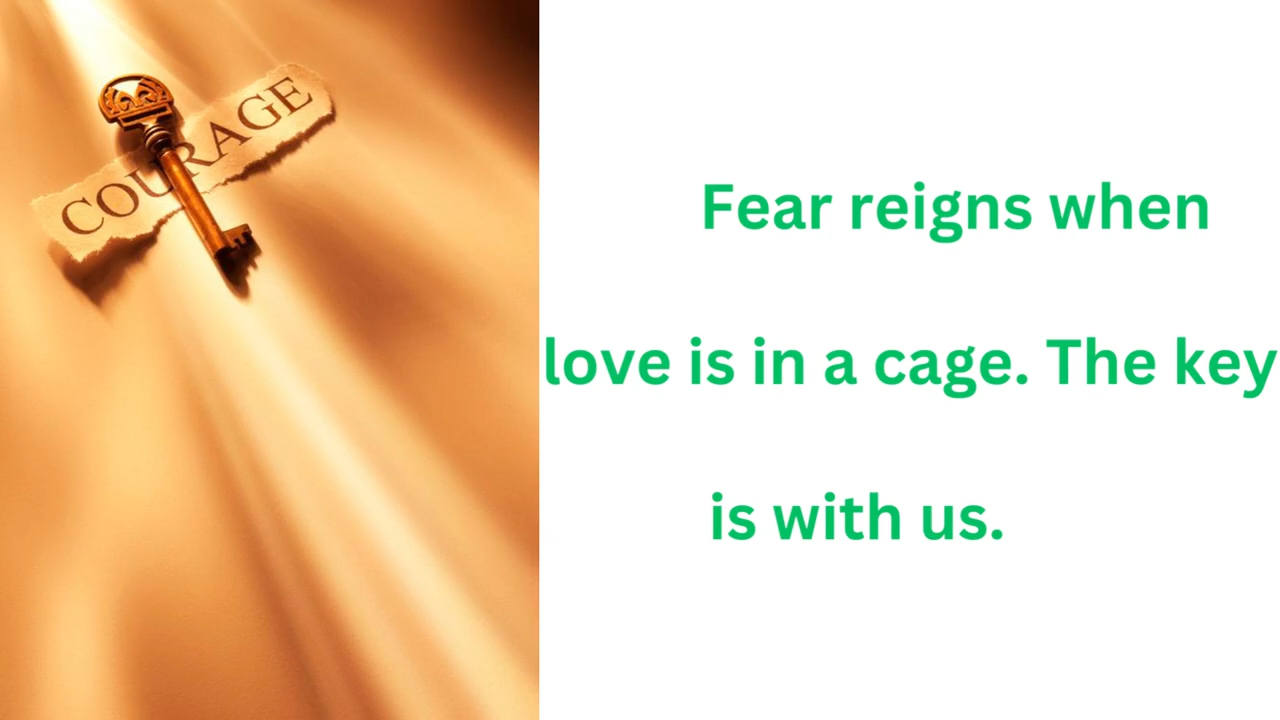 COURAGE
Fear reigns when
love is in a cage. The key
is with us.